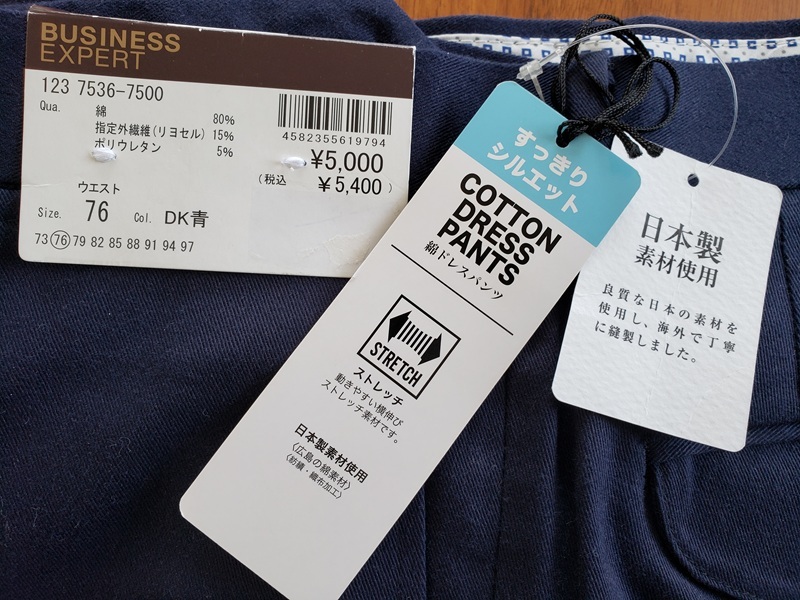 BUSINESS
EXPERT
123 7536-7500
Qua.
綿 80%
指定外繊維(リヨセル) 15%
ポリウレタン 5%
4582355619794
¥5,000
(税込 ¥5,400 )
ウエスト
Size. 76 Col. DK青
73 76 79 82 85 88 91 94 97
すっきり
シルエット
COTTON
DRESS
PANTS
綿ドレスパンツ
STRETCH
ストレッチ
動きやすい横伸び
ストレッチ素材です。
日本製素材使用
〈広島の綿素材〉
(紡績・織布加工)
日本製
素材使用
良質な日本の素材を
使用し、海外で丁寧
に縫製しました。